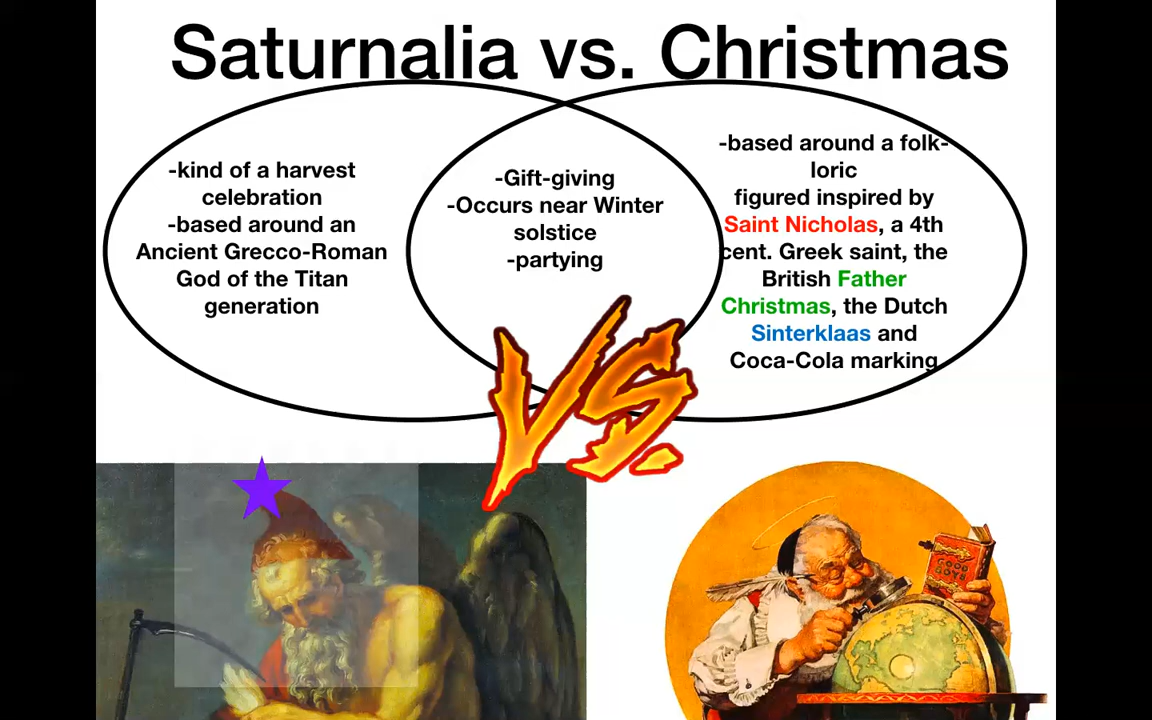 Saturnalia vs. Christmas
-kind of a harvest
celebration
-based around an
Ancient Grecco-Roman
God of the Titan
generation
-Gift-giving
-Occurs near Winter
solstice
-partying
-based around a folk-
loric
figured inspired by
Saint Nicholas, a 4th
cent. Greek saint, the
British Father
Christmas, the Dutch
Sinterklaas and
Coca-Cola marking
VS.
GOOD
BOYS